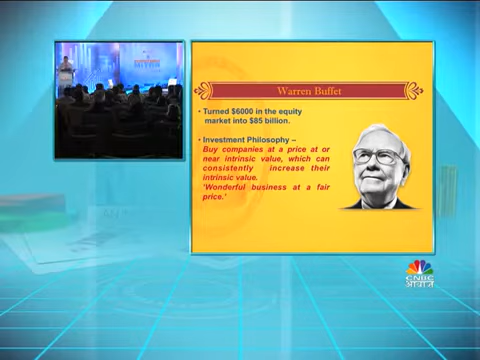 Warren Buffet
• Turned $6000 in the equity
market into $85 billion.
• Investment Philosophy –
Buy companies at a price at or
near intrinsic value, which can
consistently increase their
intrinsic value.
'Wonderful business at a fair
price.'
CNBC
आवाज़